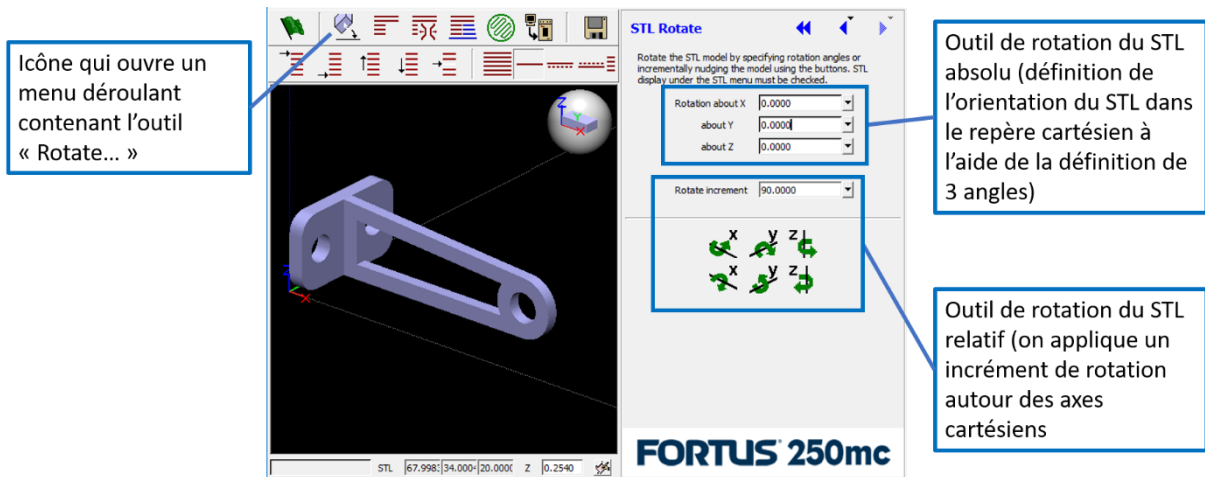 Icône qui ouvre un
menu déroulant
contenant l'outil
« Rotate... »
Z
Y
X
Z
X
STL 67.998: 34.000 20.000 Z 0.2540
STL Rotate
Rotate the STL model by specifying rotation angles or
incrementally nudging the model using the buttons. STL
display under the STL menu must be checked.
Rotation about X 0.0000
about Y 0.0000
about Z 0.0000
Rotate increment 90.0000
x y z
x y z
FORTUS 250mc
Outil de rotation du STL
absolu (définition de
l'orientation du STL dans
le repère cartésien à
l'aide de la définition de
3 angles)
Outil de rotation du STL
relatif (on applique un
incrément de rotation
autour des axes
cartésiens